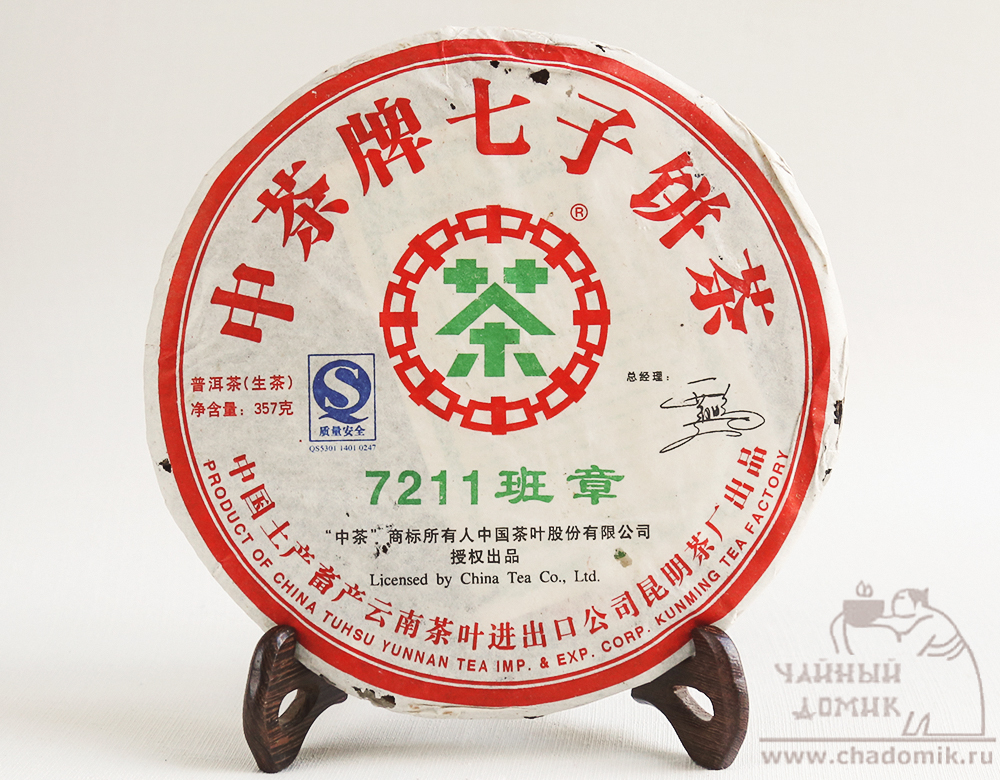 中茶牌七子饼茶
®
茶
普洱茶(生茶)
净含量: 357克
质量安全
QS5301 1401 0247
总经理:
7211班章
“中茶”商标所有人中国茶叶股份有限公司
授权出品
Licensed by China Tea Co., Ltd.
中国土产畜产云南茶叶进出口公司昆明茶厂出品
PRODUCT OF CHINA TUHSU YUNNAN TEA IMP. & EXP. CORP. KUNMING TEA FACTORY
ЧАЙНЫЙ
ДОМИК
www.chadomik.ru